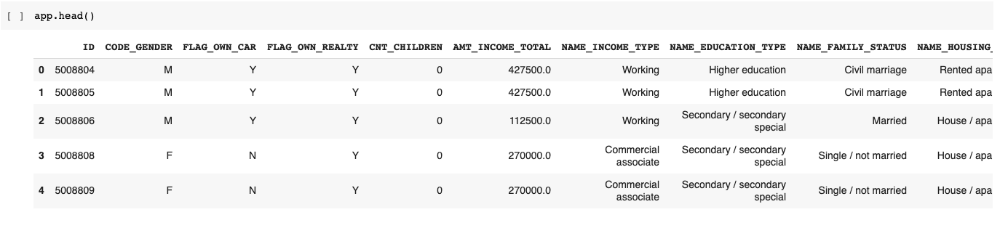 [ ] app.head()
ID CODE_GENDER FLAG_OWN_CAR FLAG_OWN_REALTY CNT_CHILDREN AMT_INCOME_TOTAL NAME_INCOME_TYPE NAME_EDUCATION_TYPE NAME_FAMILY_STATUS NAME_HOUSING_
0 5008804 M Y Y 0 427500.0 Working Higher education Civil marriage Rented apa
1 5008805 M Y Y 0 427500.0 Working Higher education Civil marriage Rented apa
2 5008806 M Y Y 0 112500.0 Working Secondary / secondary special Married House / apa
3 5008808 F N Y 0 270000.0 Commercial associate Secondary / secondary special Single / not married House / apa
4 5008809 F N Y 0 270000.0 Commercial associate Secondary / secondary special Single / not married House / apa